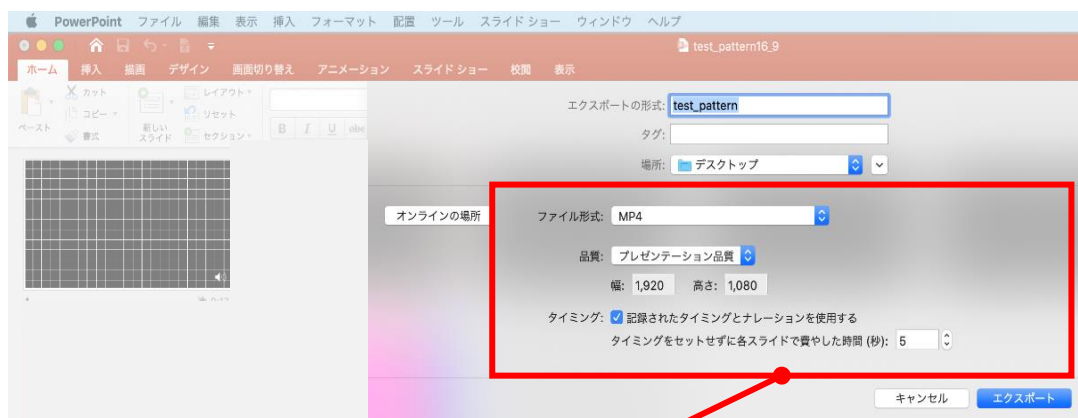 PowerPoint ファイル 編集 表示 挿入 フォーマット 配置 ツール スライド ショー ウィンドウ ヘルプ
test_pattern16_9
ホーム 挿入 描画 デザイン 画面切り替え アニメーション スライド ショー 校閲 表示
ペースト
カット
コピー
書式
新しい
スライド
レイアウト
リセット
セクション
B I U abc
エクスポートの形式: test_pattern
タグ:
場所: デスクトップ
オンラインの場所
ファイル形式: MP4
品質: プレゼンテーション品質
幅: 1,920 高さ: 1,080
タイミング: 記録されたタイミングとナレーションを使用する
タイミングをセットせずに各スライドで費やした時間 (秒): 5
キャンセル エクスポート